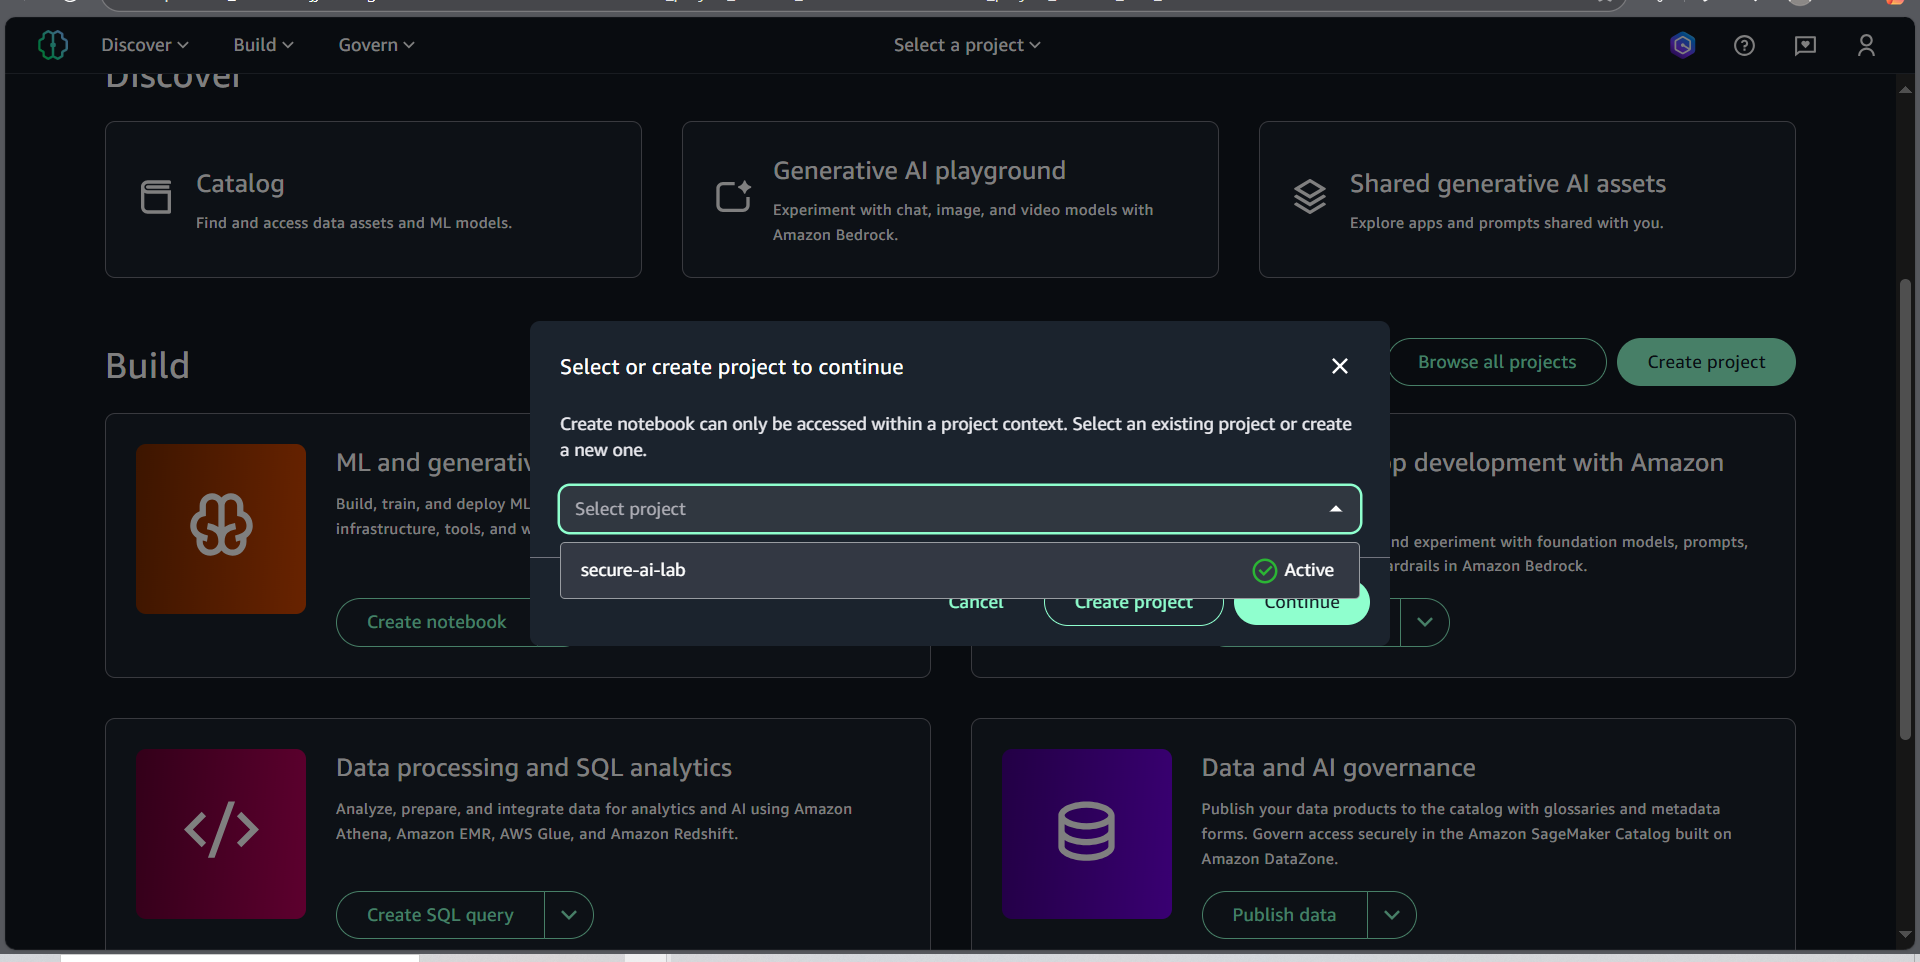 Discover
Build
Govern
Select a project
Discover
Catalog
Find and access data assets and ML models.
Generative AI playground
Experiment with chat, image, and video models with
Amazon Bedrock.
Shared generative AI assets
Explore apps and prompts shared with you.
Build
Browse all projects
Create project
Select or create project to continue
Create notebook can only be accessed within a project context. Select an existing project or create
a new one.
Select project
secure-ai-lab
Active
Cancel
Create project
Continue
ML and generativ
Build, train, and deploy ML
infrastructure, tools, and w
Create notebook
p development with Amazon
nd experiment with foundation models, prompts,
ardrails in Amazon Bedrock.
Data processing and SQL analytics
Analyze, prepare, and integrate data for analytics and AI using Amazon
Athena, Amazon EMR, AWS Glue, and Amazon Redshift.
Create SQL query
Data and AI governance
Publish your data products to the catalog with glossaries and metadata
forms. Govern access securely in the Amazon SageMaker Catalog built on
Amazon DataZone.
Publish data